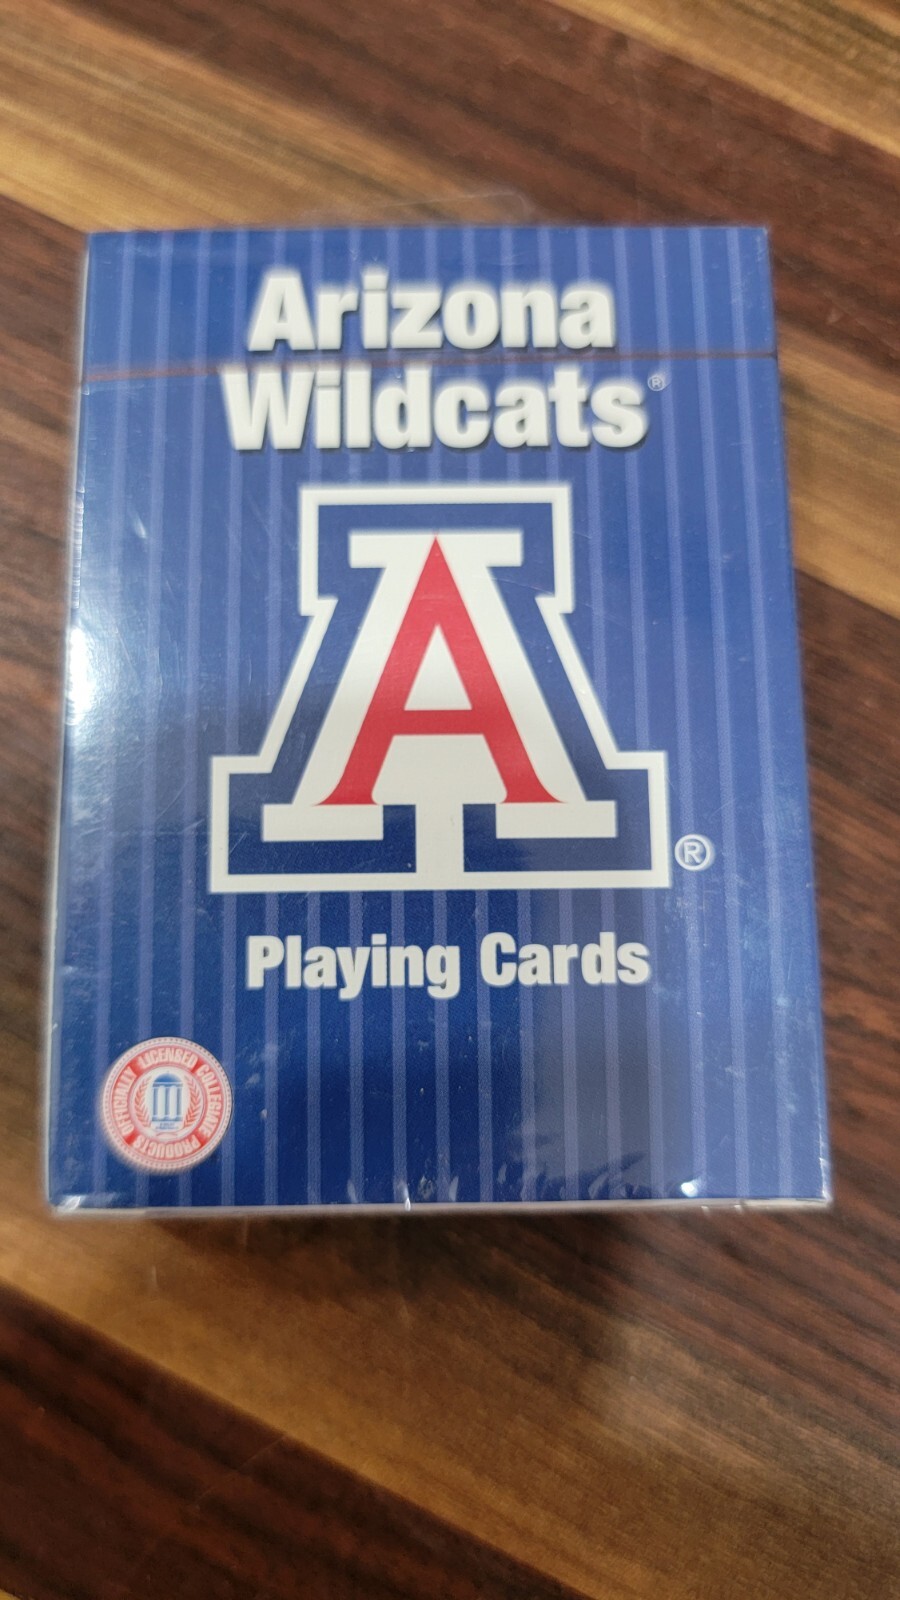 Arizona
Wildcats®
A
®
Playing Cards
OFFICIALLY LICENSED COLLEGIATE PRODUCTS